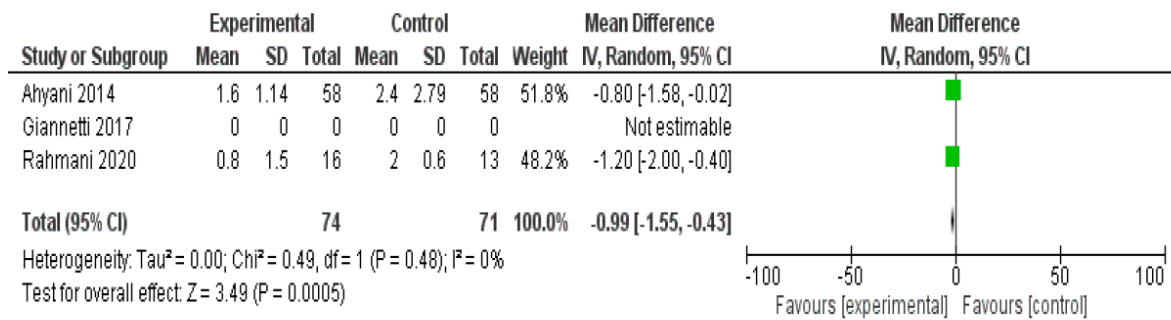 Experimental Control Mean Difference Mean Difference
Study or Subgroup Mean SD Total Mean SD Total Weight IV, Random, 95% CI IV, Random, 95% CI
Ahyani 2014 1.6 1.14 58 2.4 2.79 58 51.8% -0.80 [-1.58, -0.02]
Giannetti 2017 0 0 0 0 0 0 Not estimable
Rahmani 2020 0.8 1.5 16 2 0.6 13 48.2% -1.20 [-2.00, -0.40]
Total (95% CI) 74 71 100.0% -0.99 [-1.55, -0.43]
Heterogeneity: Tau² = 0.00; Chi² = 0.49, df = 1 (P = 0.48); I² = 0%
Test for overall effect: Z = 3.49 (P = 0.0005)
-100 -50 0 50 100
Favours [experimental] Favours [control]